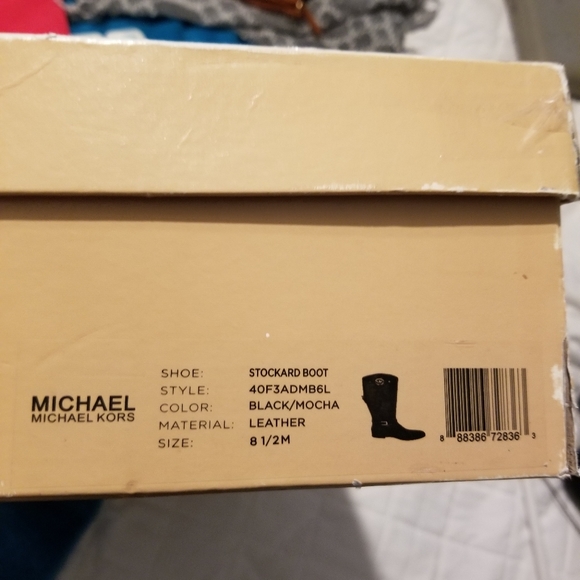 MICHAEL
MICHAEL KORS
SHOE: STOCKARD BOOT
STYLE: 40F3ADMB6L
COLOR: BLACK/MOCHA
MATERIAL: LEATHER
SIZE: 8 1/2M
8 88386 72836 3